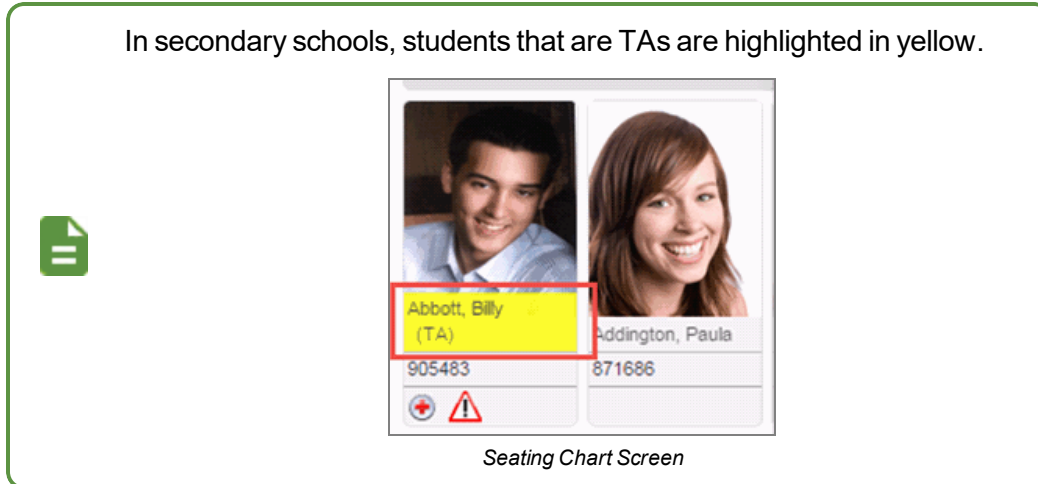 In secondary schools, students that are TAs are highlighted in yellow.
Abbott, Billy
(TA)
Addington, Paula
905483
871686
Seating Chart Screen